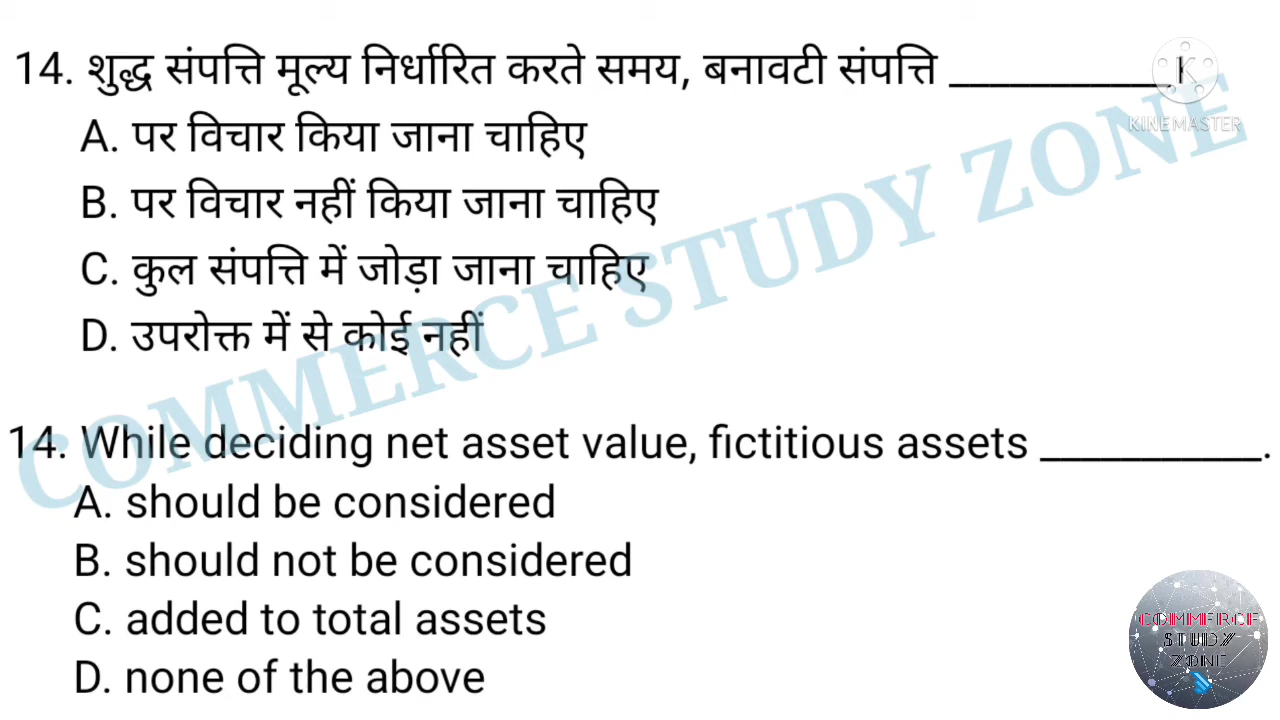 14. शुद्ध संपत्ति मूल्य निर्धारित करते समय, बनावटी संपत्ति ___________
K
KINEMASTER
A. पर विचार किया जाना चाहिए
B. पर विचार नहीं किया जाना चाहिए
C. कुल संपत्ति में जोड़ा जाना चाहिए
D. उपरोक्त में से कोई नहीं
COMMERCE STUDY ZONE
14. While deciding net asset value, fictitious assets ___________.
A. should be considered
B. should not be considered
C. added to total assets
D. none of the above
COMMERCE
STUDY
ZONE